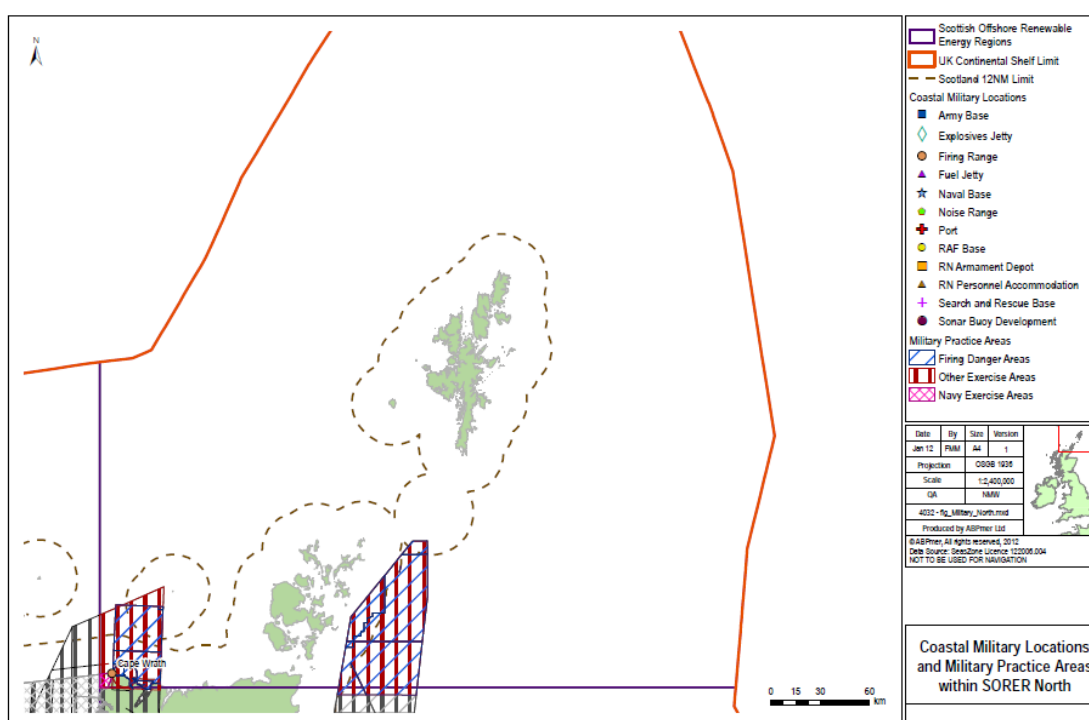 N
Cape Wrath
0 15 30 60
km
Scottish Offshore Renewable
Energy Regions
UK Continental Shelf Limit
Scotland 12NM Limit
Coastal Military Locations
Army Base
Explosives Jetty
Firing Range
Fuel Jetty
Naval Base
Noise Range
Port
RAF Base
RN Armament Depot
RN Personnel Accommodation
Search and Rescue Base
Sonar Buoy Development
Military Practice Areas
Firing Danger Areas
Other Exercise Areas
Navy Exercise Areas
Date By Size Version
Jan 12 FMM A4 1
Projection OSGB 1936
Scale 1:2,400,000
QA NMW
4032 - fig_Military_North.mxd
Produced by ABPmer Ltd
©ABPmer, All rights reserved, 2012
Data Source: SeaZone Licence 122006.004
NOT TO BE USED FOR NAVIGATION
Coastal Military Locations
and Military Practice Areas
within SORER North